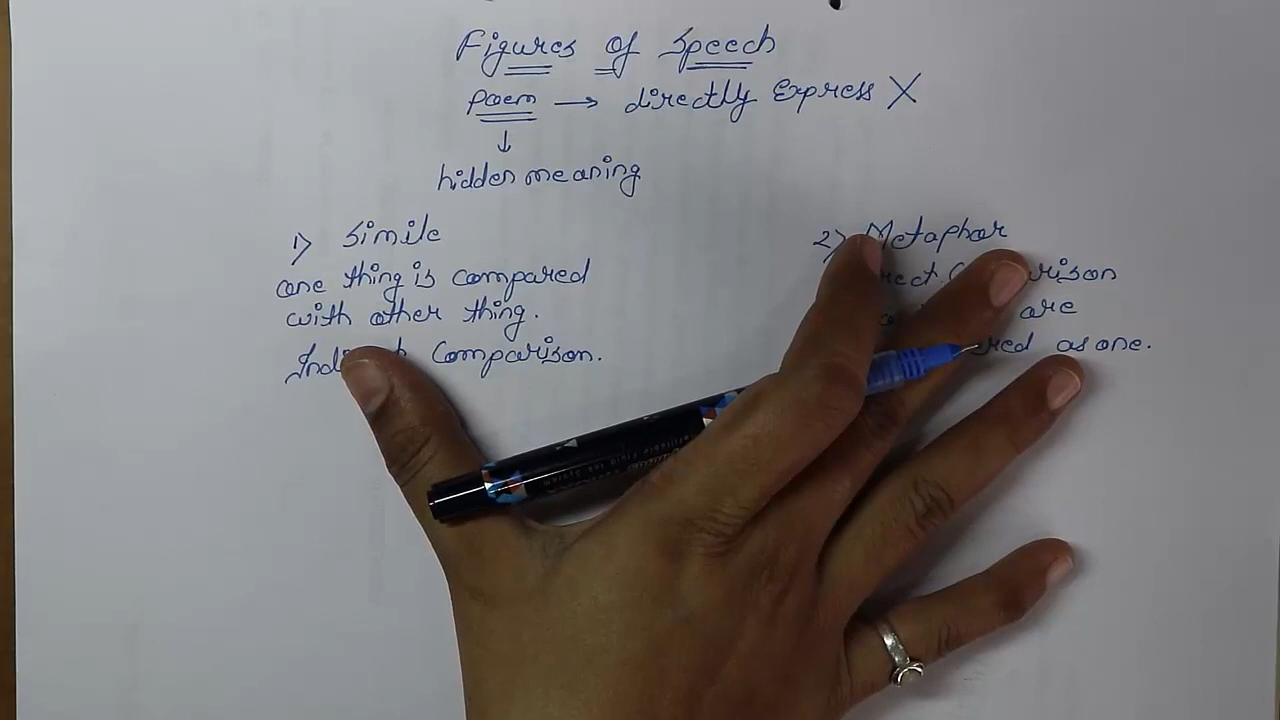 Figures of Speech
Poem → directly Express X
↓
hidden meaning
1) Simile
one thing is compared
with other thing.
Comparison.
2) Metaphor
are
as one.